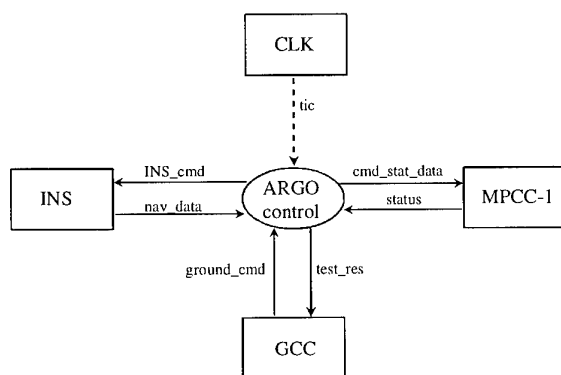 CLK
tic
INS_cmd
ARGO
cmd_stat_data
INS
control
MPCC-1
nav_data
status
ground_cmd
test_res
GCC